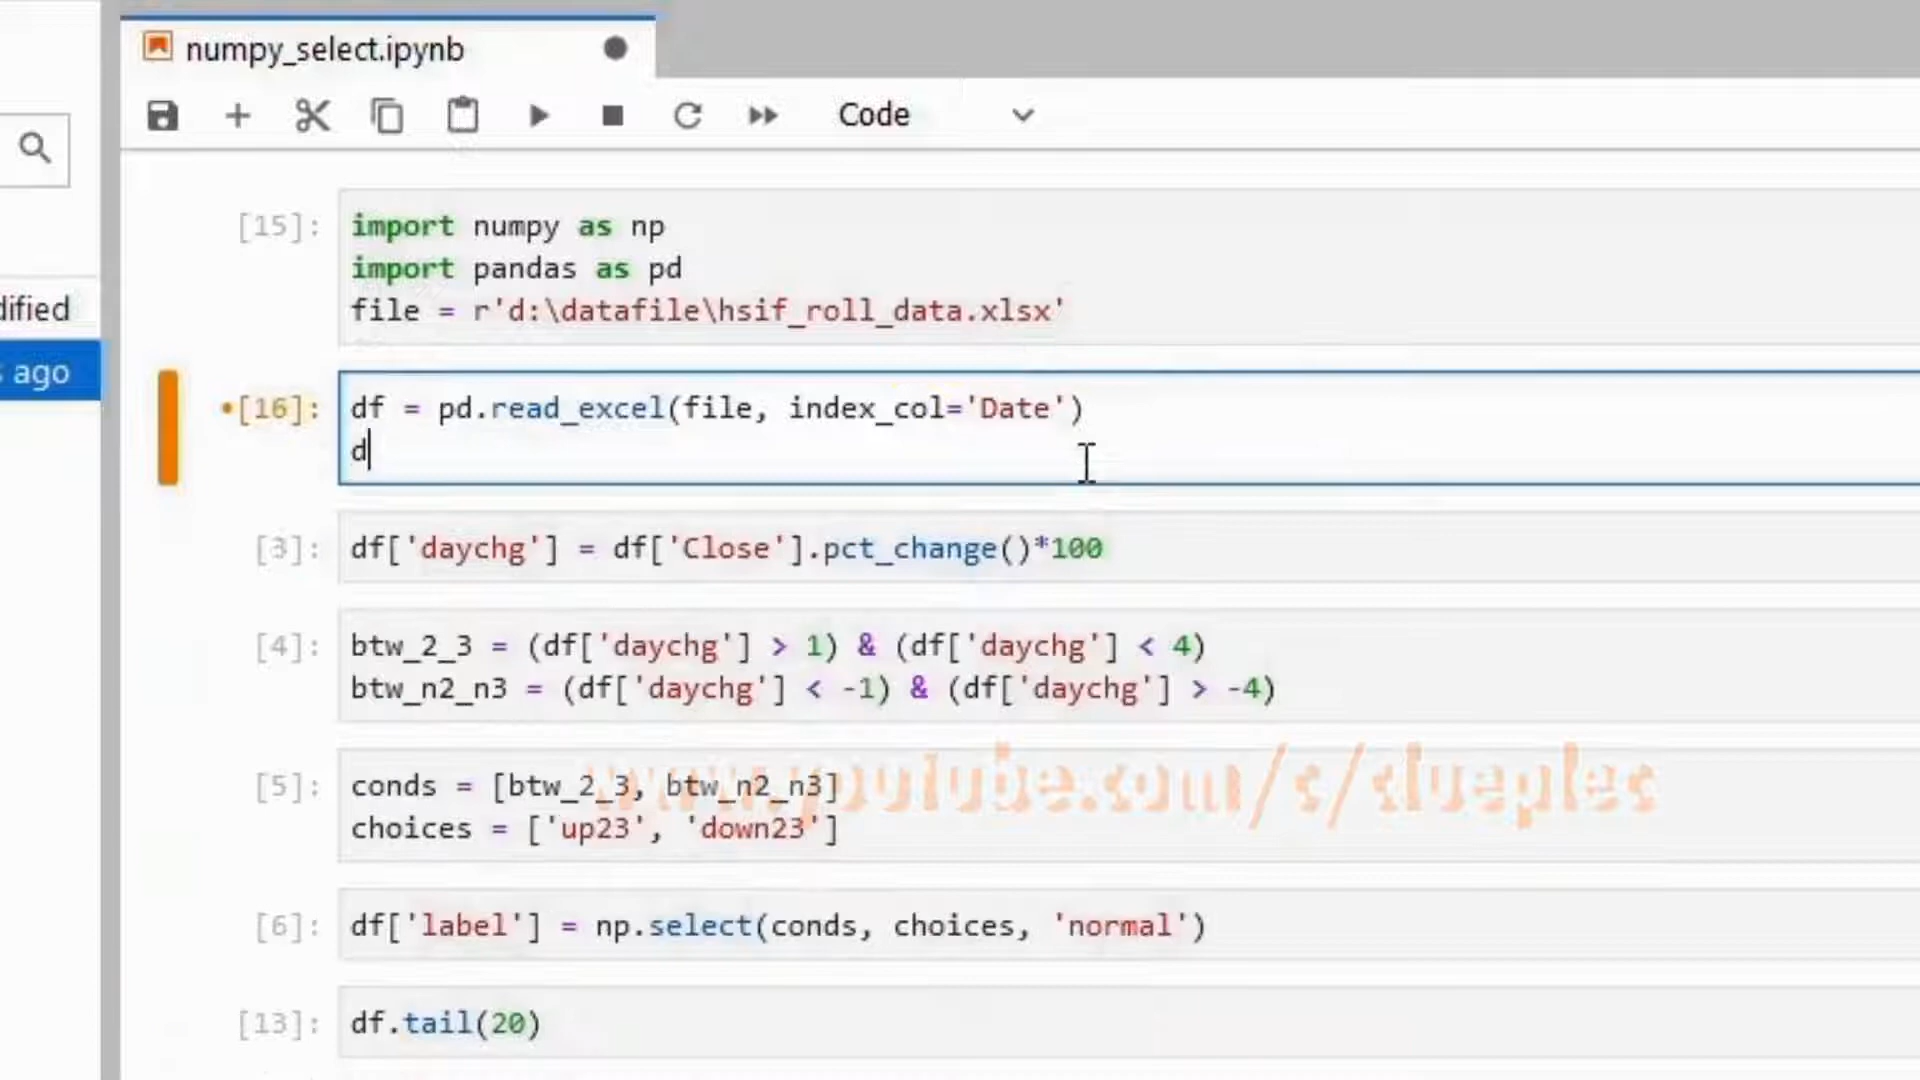 numpy_select.ipynb
Code
[15]: import numpy as np
import pandas as pd
file = r'd:\datafile\hsif_roll_data.xlsx'
dified
ago
•[16]: df = pd.read_excel(file, index_col='Date')
d
[3]: df['daychg'] = df['Close'].pct_change()*100
[4]: btw_2_3 = (df['daychg'] > 1) & (df['daychg'] < 4)
btw_n2_n3 = (df['daychg'] < -1) & (df['daychg'] > -4)
[5]: conds = [btw_2_3, btw_n2_n3]
choices = ['up23', 'down23']
[6]: df['label'] = np.select(conds, choices, 'normal')
[13]: df.tail(20)